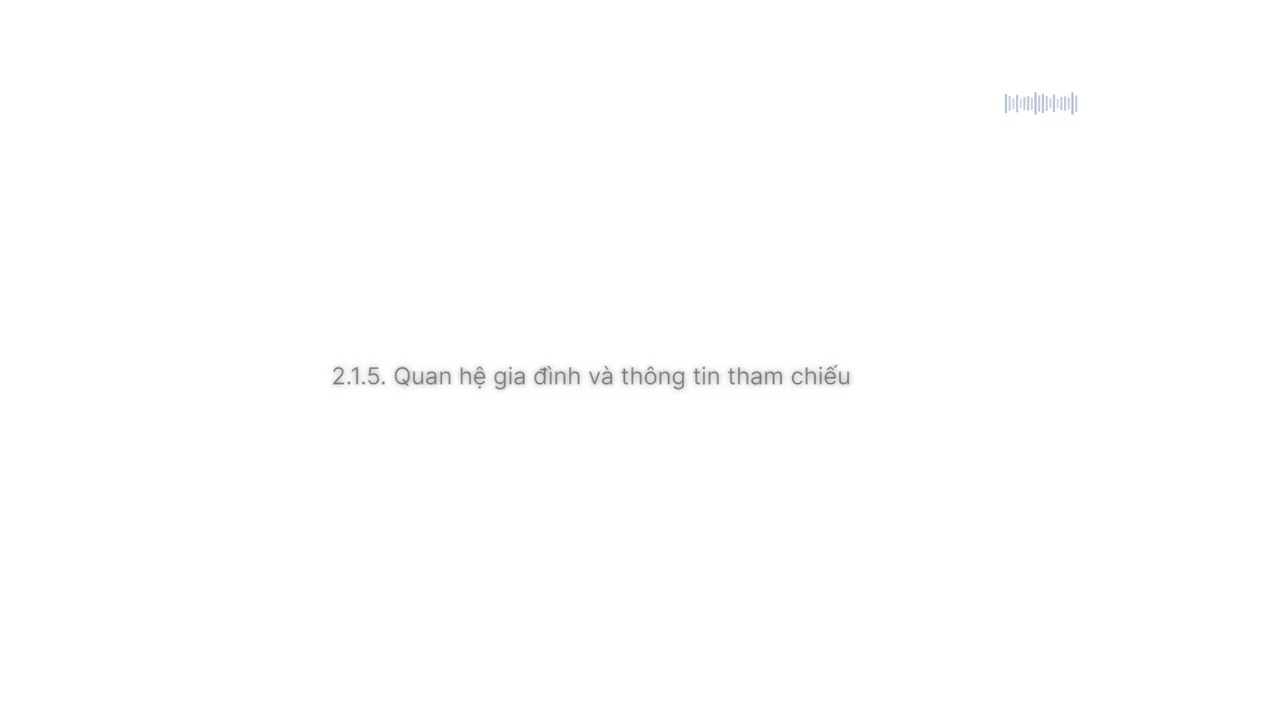 2.1.5. Quan hệ gia đình và thông tin tham chiếu